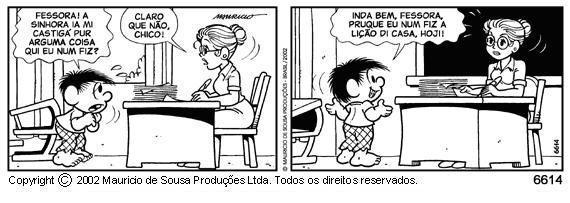 FESSORA! A
SINHORA IA MI
CASTIGÁ PUR
ARGUMA COISA
QUI EU NUM FIZ?
CLARO
QUE NÃO,
CHICO!
MAURICIO
INDA BEM, FESSORA,
PRUQUE EU NUM FIZ A
LIÇÃO DI CASA, HOJI!
© MAURICIO DE SOUSA PRODUÇÕES - BRASIL/2002
6614
Copyright © 2002 Mauricio de Sousa Produções Ltda. Todos os direitos reservados.
6614